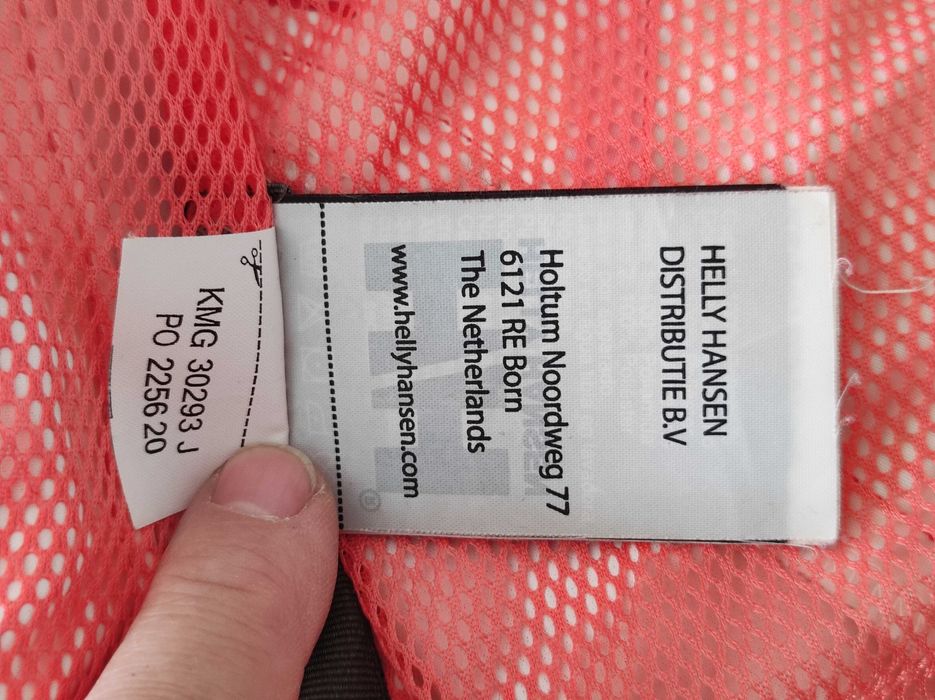 HELLY HANSEN
DISTRIBUTIE B.V
Holtum Noordweg 77
6121 RE Born
The Netherlands
www.hellyhansen.com
®
KMG 30293 J
PO 2256 20